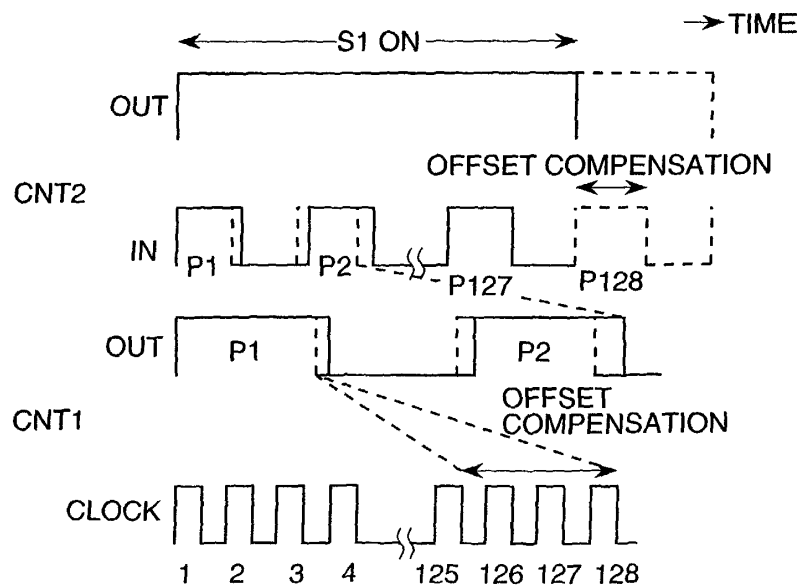 S1 ON
TIME
OUT
OFFSET COMPENSATION
CNT2
IN
P1
P2
P127
P128
OUT
P1
P2
OFFSET
COMPENSATION
CNT1
CLOCK
1 2 3 4 125 126 127 128